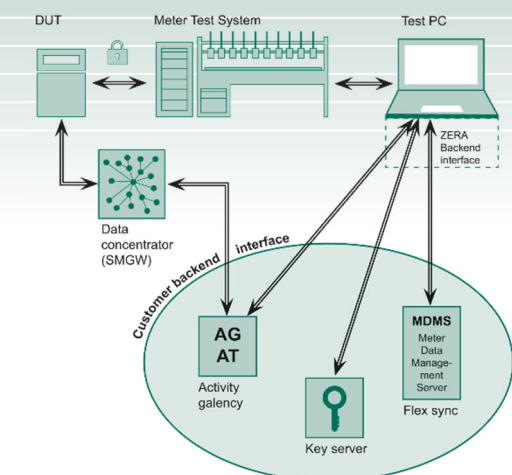 DUT
Meter Test System
Test PC
ZERA
Backend
interface
Data
concentrator
(SMGW)
Customer backend interface
AG
AT
Activity
galency
Key server
MDMS
Meter
Data
Manage-
ment
Server
Flex sync